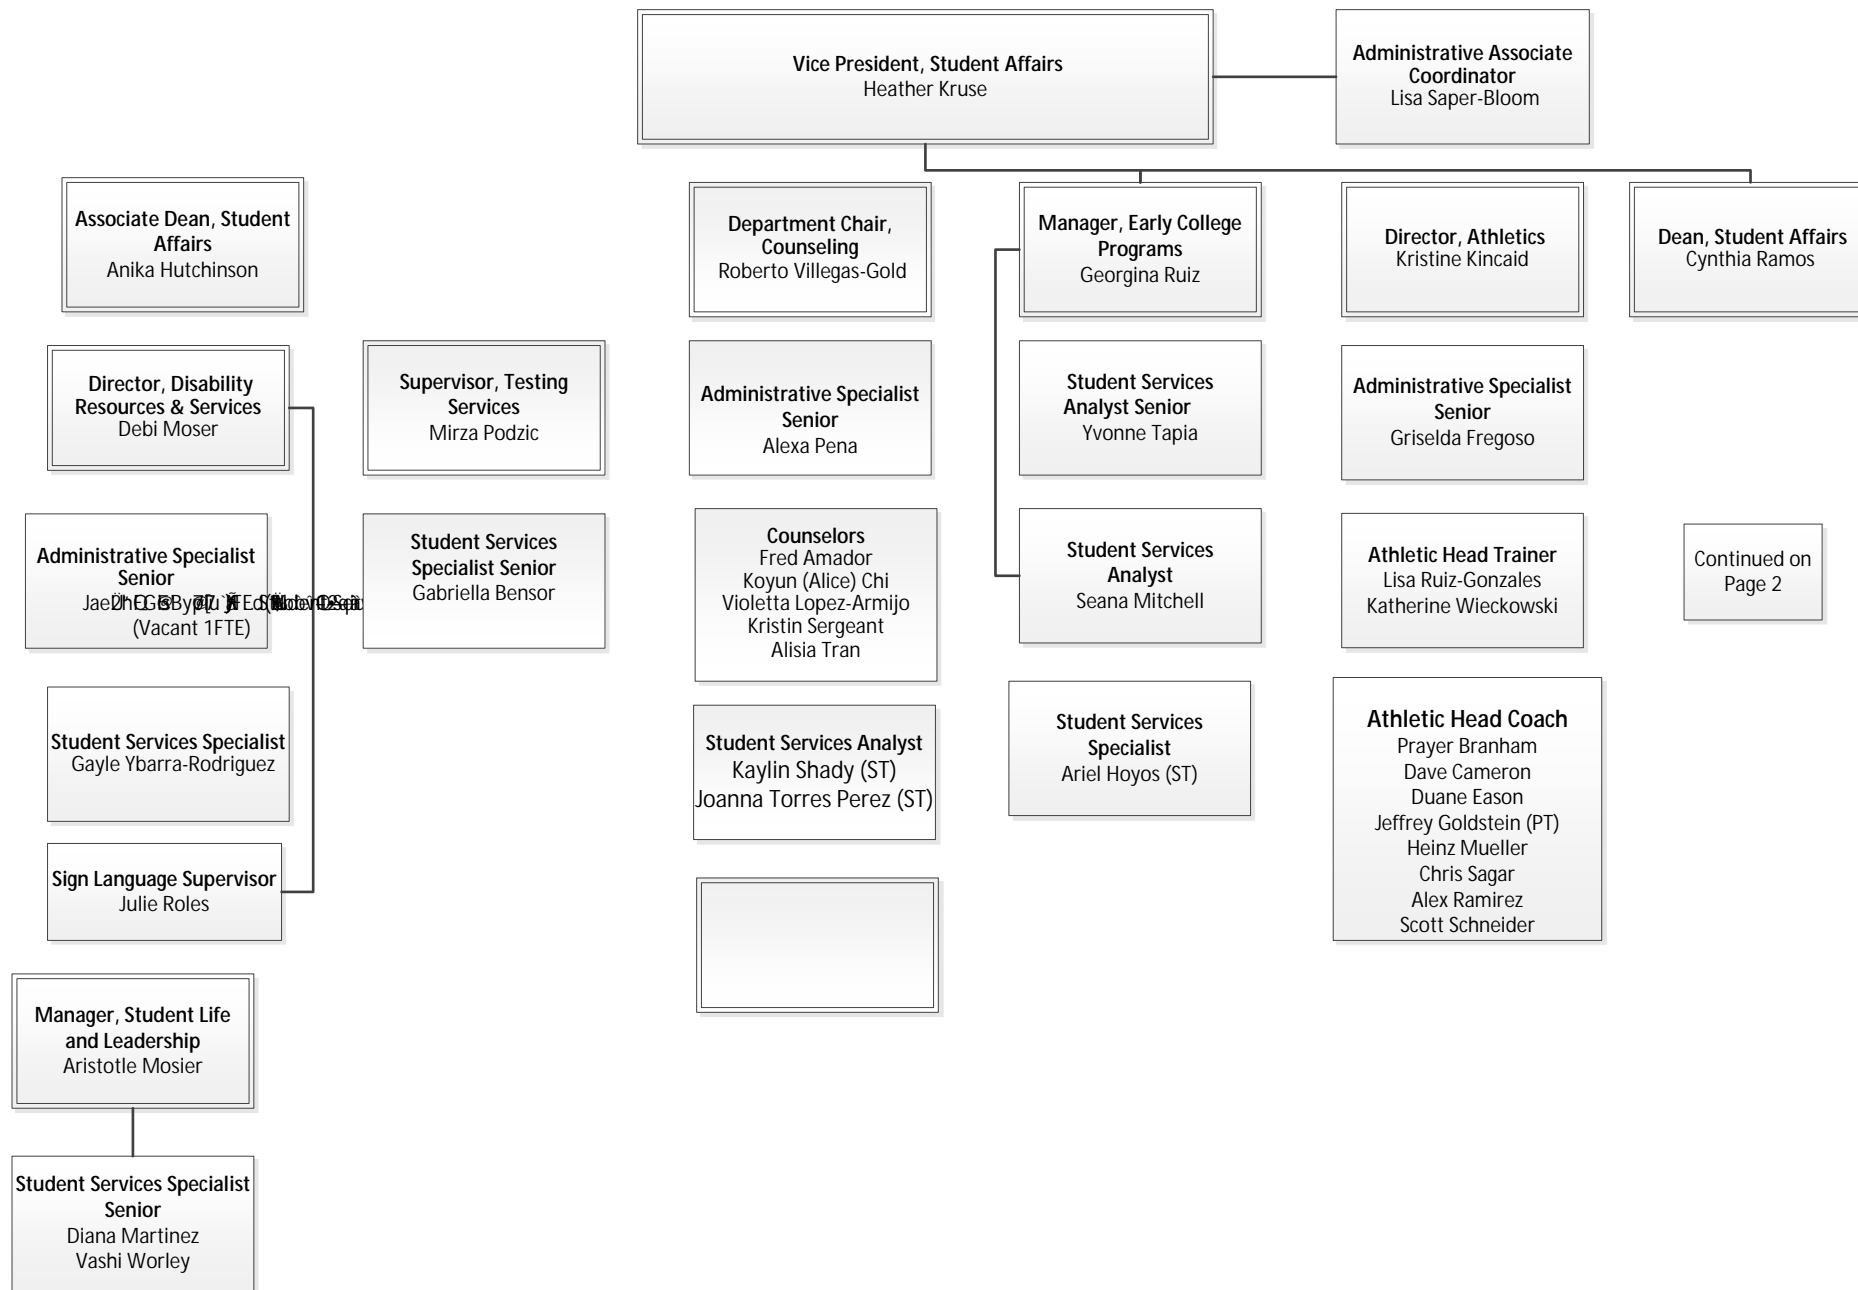 Vice President, Student Affairs
Heather Kruse
Administrative Associate
Coordinator
Lisa Saper-Bloom
Associate Dean, Student
Affairs
Anika Hutchinson
Department Chair,
Counseling
Roberto Villegas-Gold
Manager, Early College
Programs
Georgina Ruiz
Director, Athletics
Kristine Kincaid
Dean, Student Affairs
Cynthia Ramos
Director, Disability
Resources & Services
Debi Moser
Supervisor, Testing
Services
Mirza Podzic
Administrative Specialist
Senior
Alexa Pena
Student Services
Analyst Senior
Yvonne Tapia
Administrative Specialist
Senior
Griselda Fregoso
Administrative Specialist
Senior
(Vacant 1FTE)
Student Services
Specialist Senior
Gabriella Bensor
Counselors
Fred Amador
Koyun (Alice) Chi
Violetta Lopez-Armijo
Kristin Sergeant
Alisia Tran
Student Services
Analyst
Seana Mitchell
Athletic Head Trainer
Lisa Ruiz-Gonzales
Katherine Wieckowski
Continued on
Page 2
Student Services Specialist
Gayle Ybarra-Rodriguez
Student Services Analyst
Kaylin Shady (ST)
Joanna Torres Perez (ST)
Student Services
Specialist
Ariel Hoyos (ST)
Athletic Head Coach
Prayer Branham
Dave Cameron
Duane Eason
Jeffrey Goldstein (PT)
Heinz Mueller
Chris Sagar
Alex Ramirez
Scott Schneider
Sign Language Supervisor
Julie Roles
Manager, Student Life
and Leadership
Aristotle Mosier
Student Services Specialist
Senior
Diana Martinez
Vashi Worley